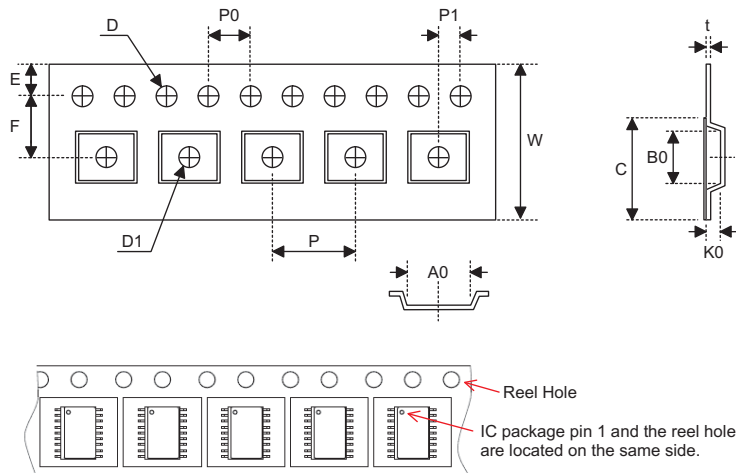 D
P0
P1
t
E
F
W
C
B0
D1
P
K0
A0
Reel Hole
IC package pin 1 and the reel hole
are located on the same side.